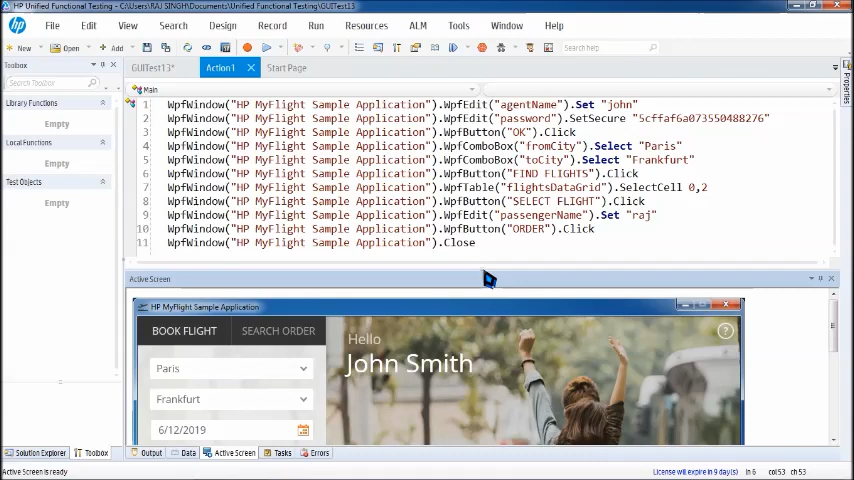 HP Unified Functional Testing - C:\Users\RAJ SINGH\Documents\Unified Functional Testing\GUITest13
hp File Edit View Search Design Record Run Resources ALM Tools Window Help
New Open Add Search help
Toolbox
GUITest13* Action1 Start Page
Search Toolbox
Main
Library Functions
Empty
Local Functions
Empty
Test Objects
Empty
Properties
1 WpfWindow("HP MyFlight Sample Application").WpfEdit("agentName").Set "john"
2 WpfWindow("HP MyFlight Sample Application").WpfEdit("password").SetSecure "5cffaf6a073550488276"
3 WpfWindow("HP MyFlight Sample Application").WpfButton("OK").Click
4 WpfWindow("HP MyFlight Sample Application").WpfComboBox("fromCity").Select "Paris"
5 WpfWindow("HP MyFlight Sample Application").WpfComboBox("toCity").Select "Frankfurt"
6 WpfWindow("HP MyFlight Sample Application").WpfButton("FIND FLIGHTS").Click
7 WpfWindow("HP MyFlight Sample Application").WpfTable("flightsDataGrid").SelectCell 0,2
8 WpfWindow("HP MyFlight Sample Application").WpfButton("SELECT FLIGHT").Click
9 WpfWindow("HP MyFlight Sample Application").WpfEdit("passengerName").Set "raj"
10 WpfWindow("HP MyFlight Sample Application").WpfButton("ORDER").Click
11 WpfWindow("HP MyFlight Sample Application").Close
Active Screen
HP MyFlight Sample Application
BOOK FLIGHT SEARCH ORDER
Hello
John Smith
Paris
Frankfurt
6/12/2019
Solution Explorer Toolbox Output Data Active Screen Tasks Errors
Active Screen is ready License will expire in 9 day(s) ln 6 col 53 ch 53